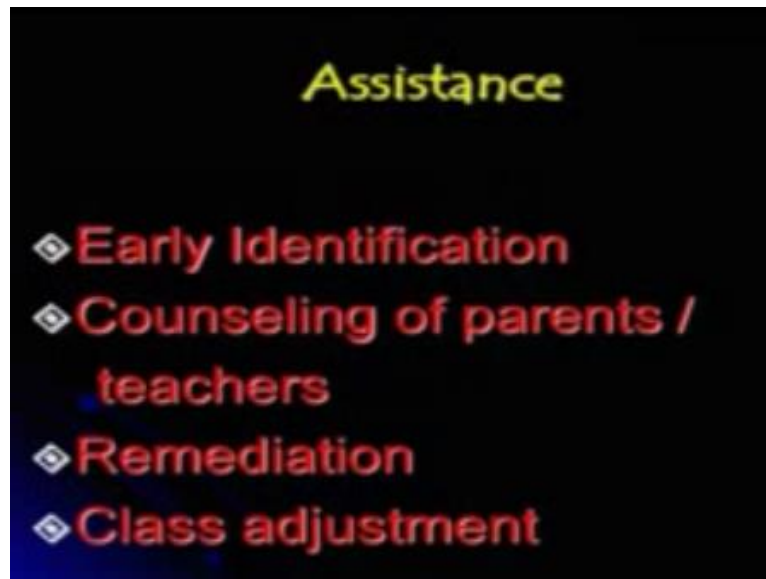 Assistance
Early Identification
Counseling of parents /
teachers
Remediation
Class adjustment